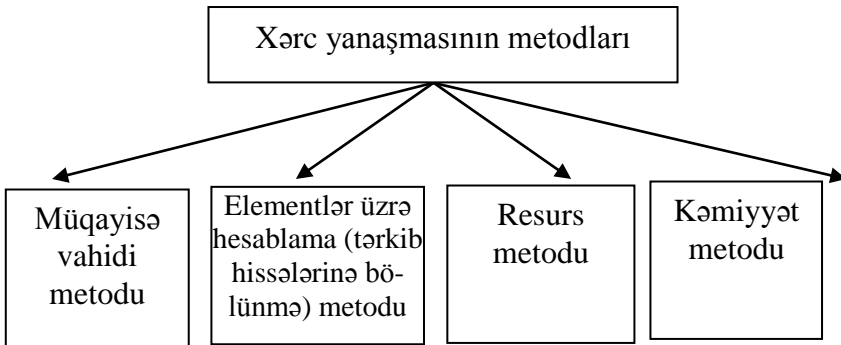 Xərc yanaşmasının metodları
Müqayisə
vahidi
metodu
Elementlər üzrə
hesablama (tərkib
hissələrinə bö-
lünmə) metodu
Resurs
metodu
Kəmiyyət
metodu